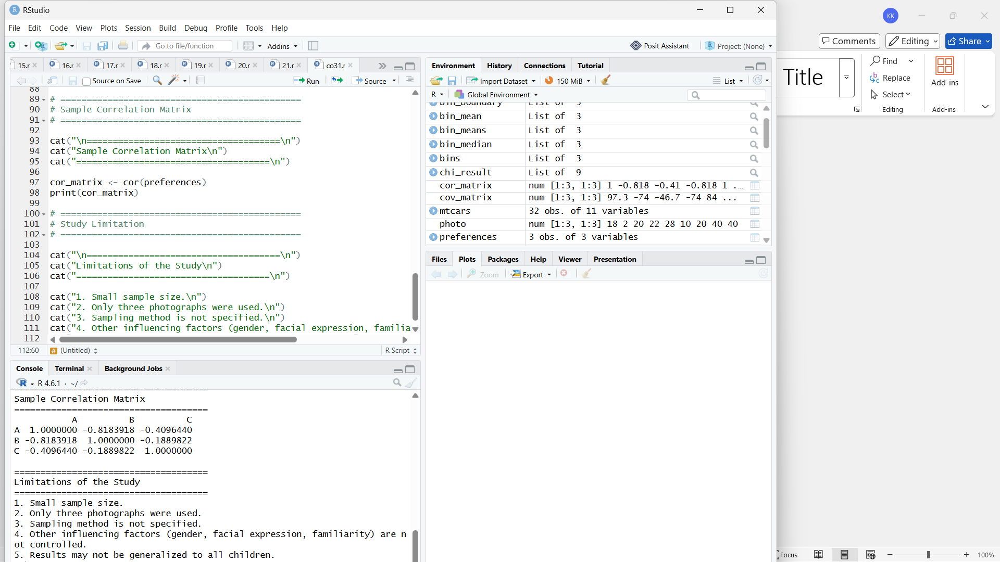 RStudio
File Edit Code View Plots Session Build Debug Profile Tools Help
Go to file/function Addins Posit Assistant Project: (None)
15.r 16.r 17.r 18.r 19.r 20.r 21.r co31.r
Source on Save Run Source
88
89 # ==============================================
90 # Sample Correlation Matrix
91 # ==============================================
92
93 cat("\n=====================================\n")
94 cat("Sample Correlation Matrix\n")
95 cat("=====================================\n")
96
97 cor_matrix <- cor(preferences)
98 print(cor_matrix)
99
100 # ==============================================
101 # Study Limitation
102 # ==============================================
103
104 cat("\n=====================================\n")
105 cat("Limitations of the Study\n")
106 cat("=====================================\n")
107
108 cat("1. Small sample size.\n")
109 cat("2. Only three photographs were used.\n")
110 cat("3. Sampling method is not specified.\n")
111 cat("4. Other influencing factors (gender, facial expression, familia
112
112:60 # (Untitled) R Script
Console Terminal Background Jobs
R R 4.6.1 · ~/
=====================================
Sample Correlation Matrix
=====================================
A B C
A 1.0000000 -0.8183918 -0.4096440
B -0.8183918 1.0000000 -0.1889822
C -0.4096440 -0.1889822 1.0000000
=====================================
Limitations of the Study
=====================================
1. Small sample size.
2. Only three photographs were used.
3. Sampling method is not specified.
4. Other influencing factors (gender, facial expression, familiarity) are n
ot controlled.
5. Results may not be generalized to all children.
Environment History Connections Tutorial
Import Dataset 150 MiB List
R Global Environment
bin_boundary List of 3
bin_mean List of 3
bin_means List of 3
bin_median List of 3
bins List of 3
chi_result List of 9
cor_matrix num [1:3, 1:3] 1 -0.818 -0.41 -0.818 1 ...
cov_matrix num [1:3, 1:3] 97.3 -74 -46.7 -74 84 ...
mtcars 32 obs. of 11 variables
photo num [1:3, 1:3] 18 2 20 22 28 10 20 40 40
preferences 3 obs. of 3 variables
Files Plots Packages Help Viewer Presentation
Zoom Export
KK
Comments Editing Share
Title
Find
Replace
Select
Editing
Add-ins
Add-ins
Focus 100%